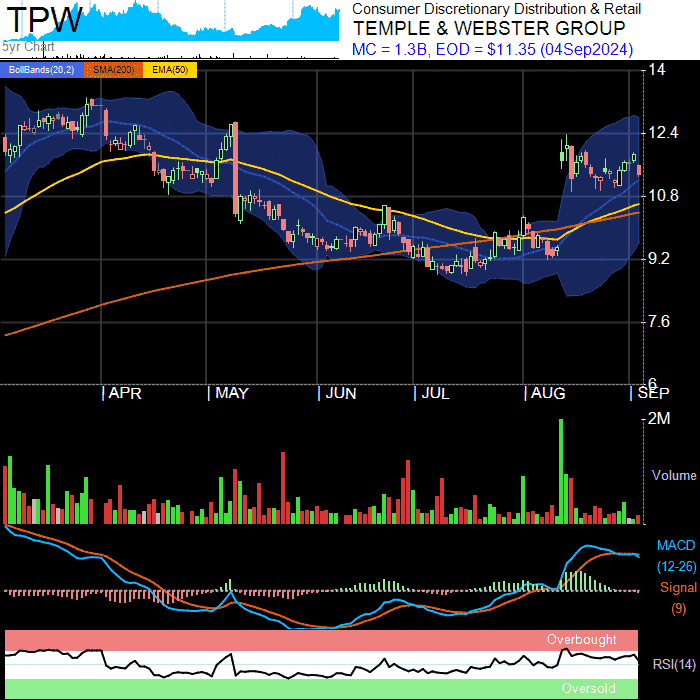 TPW
5yr Chart
Consumer Discretionary Distribution & Retail
TEMPLE & WEBSTER GROUP
MC = 1.3B, EOD = $11.35 (04Sep2024)
BollBands(20,2) SMA(200) EMA(50)
14
12.4
10.8
9.2
7.6
6
APR MAY JUN JUL AUG SEP
2M
Volume
MACD
(12-26)
Signal
(9)
Overbought
RSI(14)
Oversold